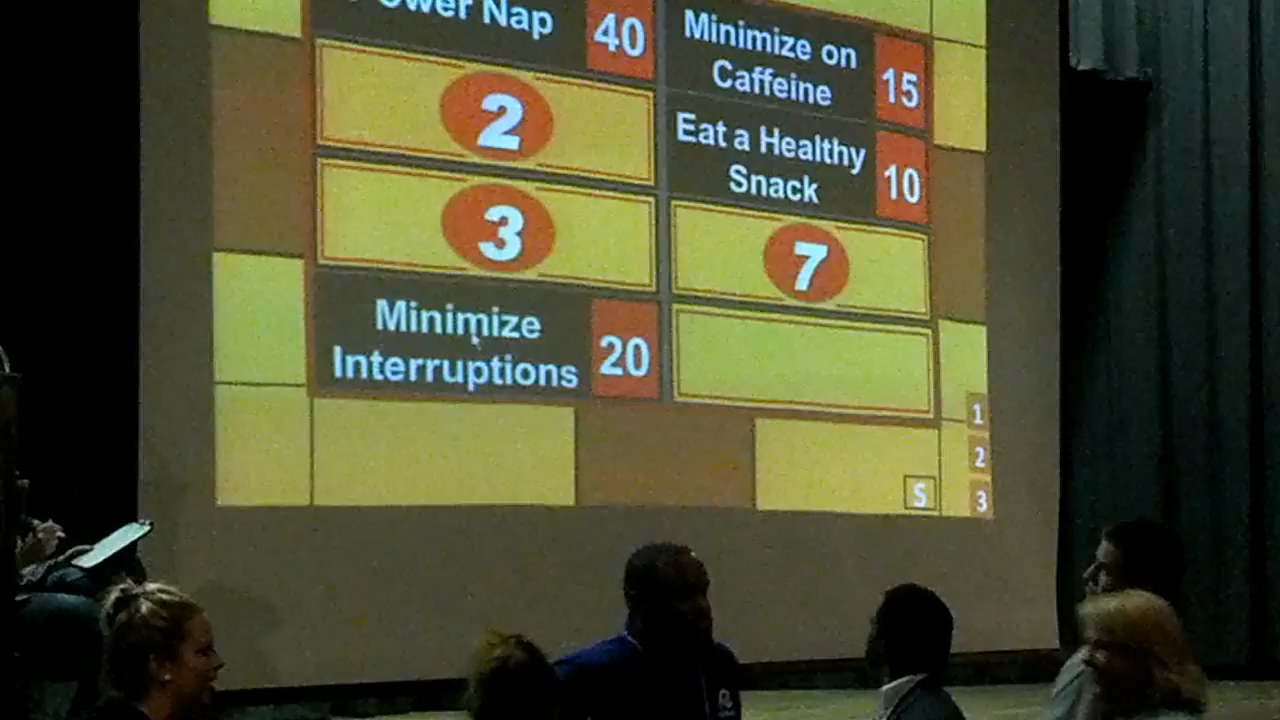 Power Nap 40
2
3
Minimize
Interruptions 20
Minimize on
Caffeine 15
Eat a Healthy
Snack 10
7
S
1
2
3